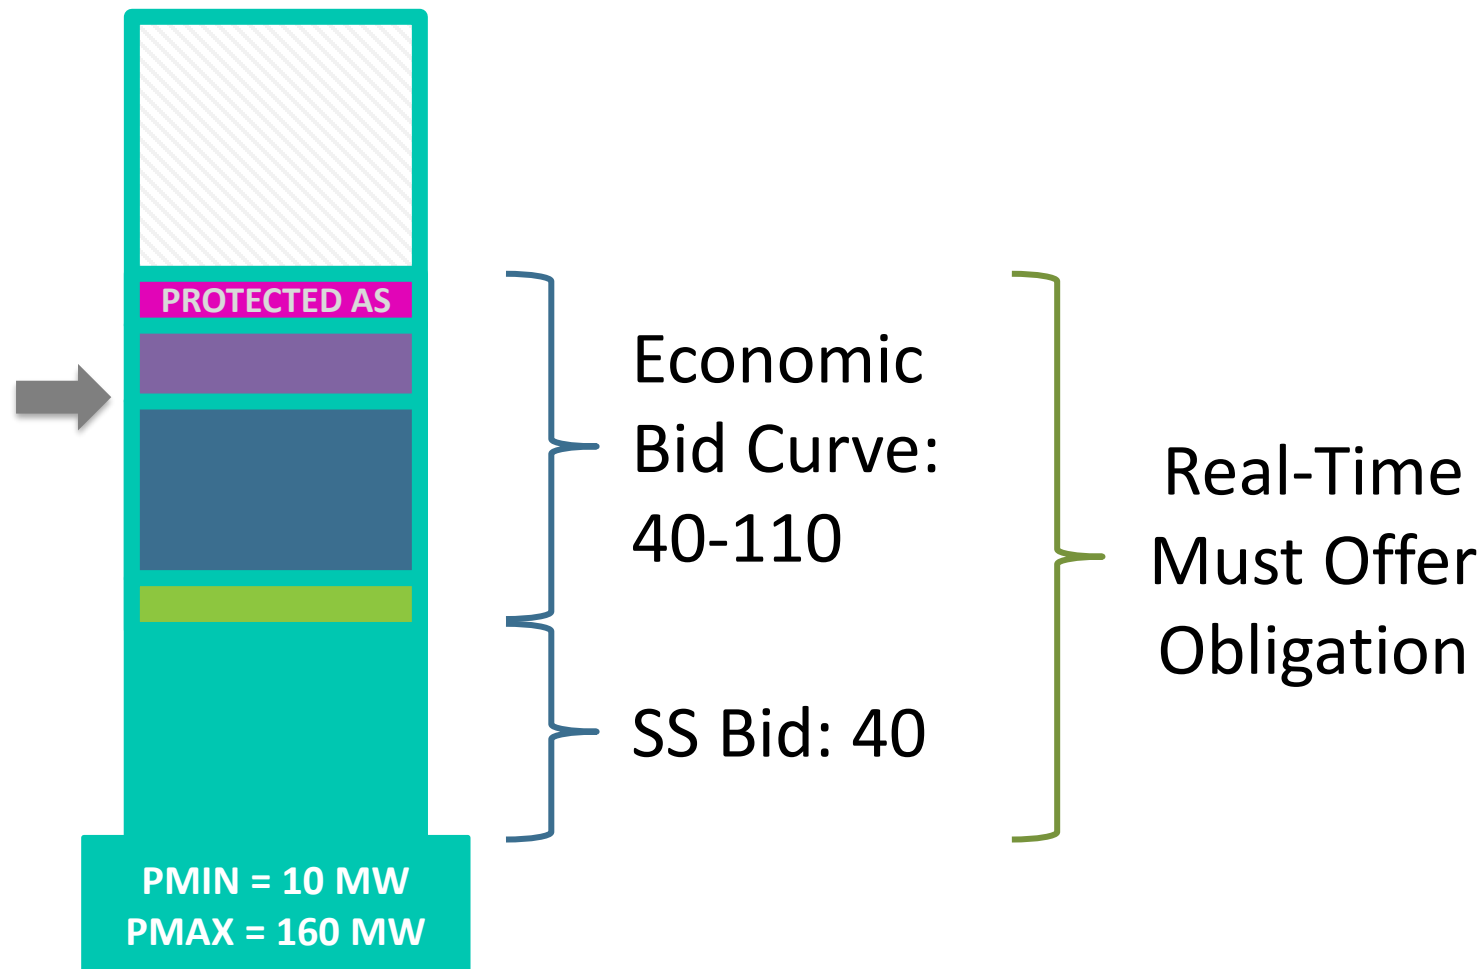 PROTECTED AS
Economic
Bid Curve:
40-110
SS Bid: 40
Real-Time
Must Offer
Obligation
PMIN = 10 MW
PMAX = 160 MW